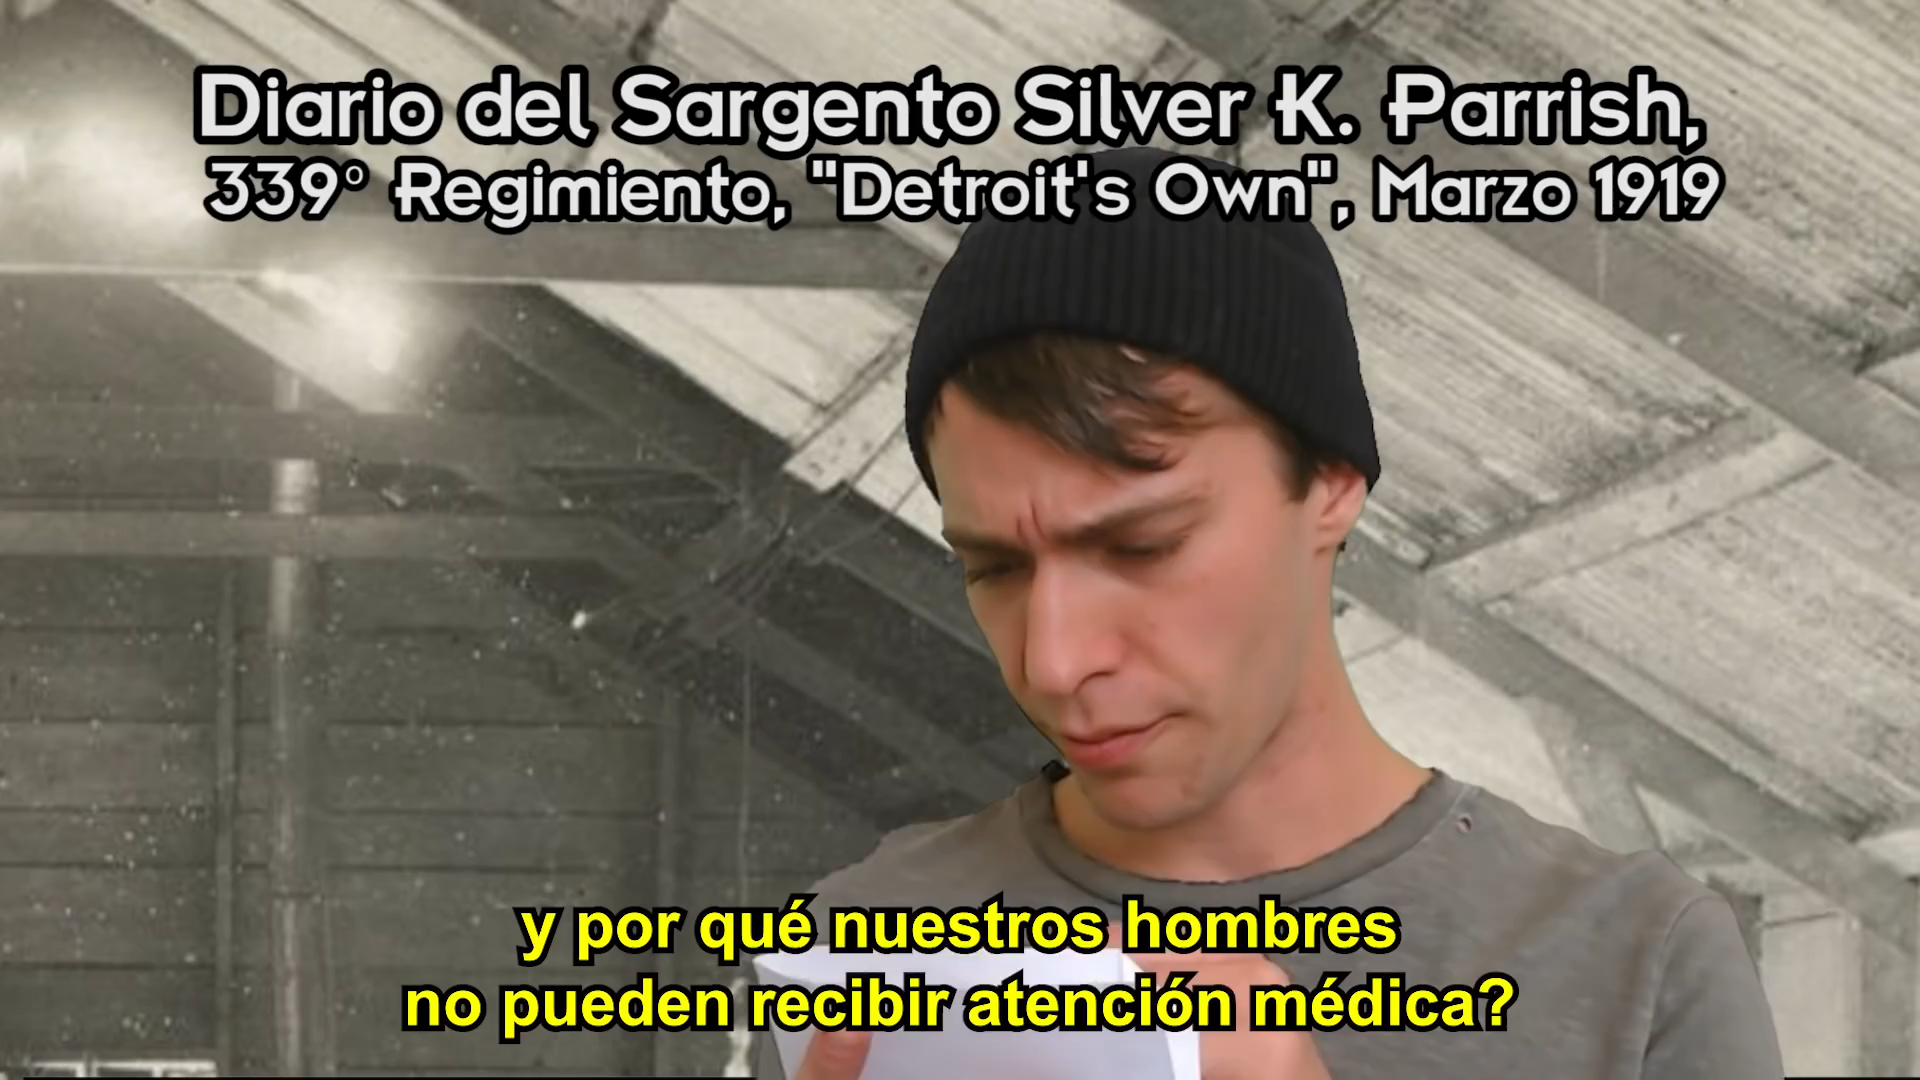 Diario del Sargento Silver K. Parrish,
339º Regimiento, "Detroit's Own", Marzo 1919
y por qué nuestros hombres
no pueden recibir atención médica?